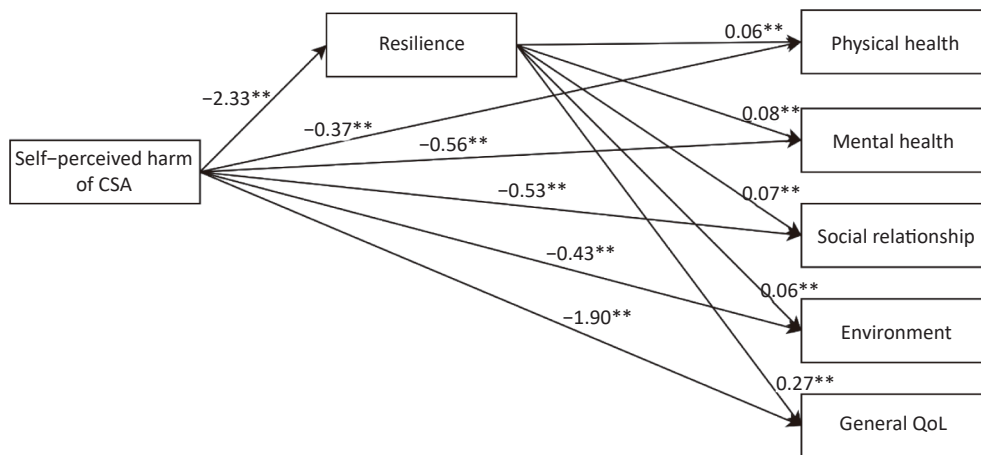 Resilience
0.06**
Physical health
−2.33**
−0.37**
0.08**
Mental health
−0.56**
Self−perceived harm
of CSA
−0.53**
0.07**
Social relationship
−0.43**
0.06**
Environment
−1.90**
0.27**
General QoL